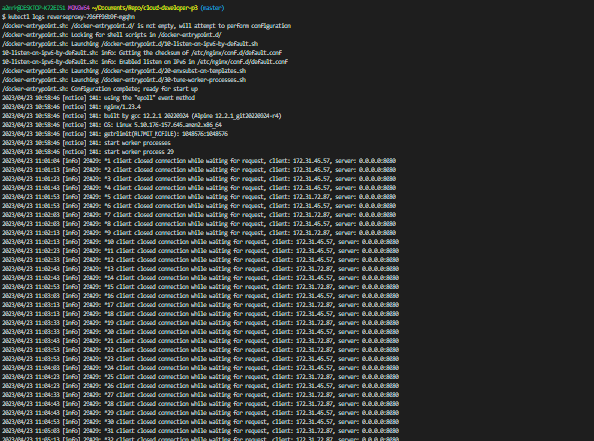 MINGW64 ~/Documents/Repo/cloud-developer-p3 (master)
$ kubectl logs reverseproxy-
/docker-entrypoint.sh: /docker-entrypoint.d/ is not empty, will attempt to perform configuration
/docker-entrypoint.sh: Looking for shell scripts in /docker-entrypoint.d/
/docker-entrypoint.sh: Launching /docker-entrypoint.d/10-listen-on-ipv6-by-default.sh
10-listen-on-ipv6-by-default.sh: info: Getting the checksum of /etc/nginx/conf.d/default.conf
10-listen-on-ipv6-by-default.sh: info: Enabled listen on IPv6 in /etc/nginx/conf.d/default.conf
/docker-entrypoint.sh: Launching /docker-entrypoint.d/20-envsubst-on-templates.sh
/docker-entrypoint.sh: Launching /docker-entrypoint.d/30-tune-worker-processes.sh
/docker-entrypoint.sh: Configuration complete; ready for start up
2023/04/23 10:58:46 [notice] 1#1: using the "epoll" event method
2023/04/23 10:58:46 [notice] 1#1: nginx/1.23.4
2023/04/23 10:58:46 [notice] 1#1: built by gcc 12.2.1 20220924 (Alpine 12.2.1_git20220924-r4)
2023/04/23 10:58:46 [notice] 1#1: OS: Linux 5.10.176-157.645.amzn2.x86_64
2023/04/23 10:58:46 [notice] 1#1: getrlimit(RLIMIT_NOFILE): 1048576:1048576
2023/04/23 10:58:46 [notice] 1#1: start worker processes
2023/04/23 10:58:46 [notice] 1#1: start worker process 29
2023/04/23 11:01:04 [info] 29#29: *1 client closed connection while waiting for request, client: 172.31.45.57, server: 0.0.0.0:8080
2023/04/23 11:01:13 [info] 29#29: *2 client closed connection while waiting for request, client: 172.31.45.57, server: 0.0.0.0:8080
2023/04/23 11:01:23 [info] 29#29: *3 client closed connection while waiting for request, client: 172.31.72.87, server: 0.0.0.0:8080
2023/04/23 11:01:43 [info] 29#29: *4 client closed connection while waiting for request, client: 172.31.45.57, server: 0.0.0.0:8080
2023/04/23 11:01:53 [info] 29#29: *5 client closed connection while waiting for request, client: 172.31.72.87, server: 0.0.0.0:8080
2023/04/23 11:01:53 [info] 29#29: *6 client closed connection while waiting for request, client: 172.31.45.57, server: 0.0.0.0:8080
2023/04/23 11:02:03 [info] 29#29: *7 client closed connection while waiting for request, client: 172.31.72.87, server: 0.0.0.0:8080
2023/04/23 11:02:03 [info] 29#29: *8 client closed connection while waiting for request, client: 172.31.45.57, server: 0.0.0.0:8080
2023/04/23 11:02:13 [info] 29#29: *9 client closed connection while waiting for request, client: 172.31.72.87, server: 0.0.0.0:8080
2023/04/23 11:02:13 [info] 29#29: *10 client closed connection while waiting for request, client: 172.31.45.57, server: 0.0.0.0:8080
2023/04/23 11:02:23 [info] 29#29: *11 client closed connection while waiting for request, client: 172.31.45.57, server: 0.0.0.0:8080
2023/04/23 11:02:33 [info] 29#29: *12 client closed connection while waiting for request, client: 172.31.45.57, server: 0.0.0.0:8080
2023/04/23 11:02:43 [info] 29#29: *13 client closed connection while waiting for request, client: 172.31.72.87, server: 0.0.0.0:8080
2023/04/23 11:02:43 [info] 29#29: *14 client closed connection while waiting for request, client: 172.31.45.57, server: 0.0.0.0:8080
2023/04/23 11:02:53 [info] 29#29: *15 client closed connection while waiting for request, client: 172.31.72.87, server: 0.0.0.0:8080
2023/04/23 11:03:03 [info] 29#29: *16 client closed connection while waiting for request, client: 172.31.45.57, server: 0.0.0.0:8080
2023/04/23 11:03:13 [info] 29#29: *17 client closed connection while waiting for request, client: 172.31.72.87, server: 0.0.0.0:8080
2023/04/23 11:03:13 [info] 29#29: *18 client closed connection while waiting for request, client: 172.31.45.57, server: 0.0.0.0:8080
2023/04/23 11:03:33 [info] 29#29: *19 client closed connection while waiting for request, client: 172.31.72.87, server: 0.0.0.0:8080
2023/04/23 11:03:33 [info] 29#29: *20 client closed connection while waiting for request, client: 172.31.45.57, server: 0.0.0.0:8080
2023/04/23 11:03:43 [info] 29#29: *21 client closed connection while waiting for request, client: 172.31.72.87, server: 0.0.0.0:8080
2023/04/23 11:03:53 [info] 29#29: *22 client closed connection while waiting for request, client: 172.31.72.87, server: 0.0.0.0:8080
2023/04/23 11:03:53 [info] 29#29: *23 client closed connection while waiting for request, client: 172.31.45.57, server: 0.0.0.0:8080
2023/04/23 11:04:03 [info] 29#29: *24 client closed connection while waiting for request, client: 172.31.45.57, server: 0.0.0.0:8080
2023/04/23 11:04:23 [info] 29#29: *25 client closed connection while waiting for request, client: 172.31.72.87, server: 0.0.0.0:8080
2023/04/23 11:04:23 [info] 29#29: *26 client closed connection while waiting for request, client: 172.31.45.57, server: 0.0.0.0:8080
2023/04/23 11:04:33 [info] 29#29: *27 client closed connection while waiting for request, client: 172.31.72.87, server: 0.0.0.0:8080
2023/04/23 11:04:43 [info] 29#29: *28 client closed connection while waiting for request, client: 172.31.72.87, server: 0.0.0.0:8080
2023/04/23 11:04:43 [info] 29#29: *29 client closed connection while waiting for request, client: 172.31.45.57, server: 0.0.0.0:8080
2023/04/23 11:04:53 [info] 29#29: *30 client closed connection while waiting for request, client: 172.31.45.57, server: 0.0.0.0:8080
2023/04/23 11:05:03 [info] 29#29: *31 client closed connection while waiting for request, client: 172.31.72.87, server: 0.0.0.0:8080